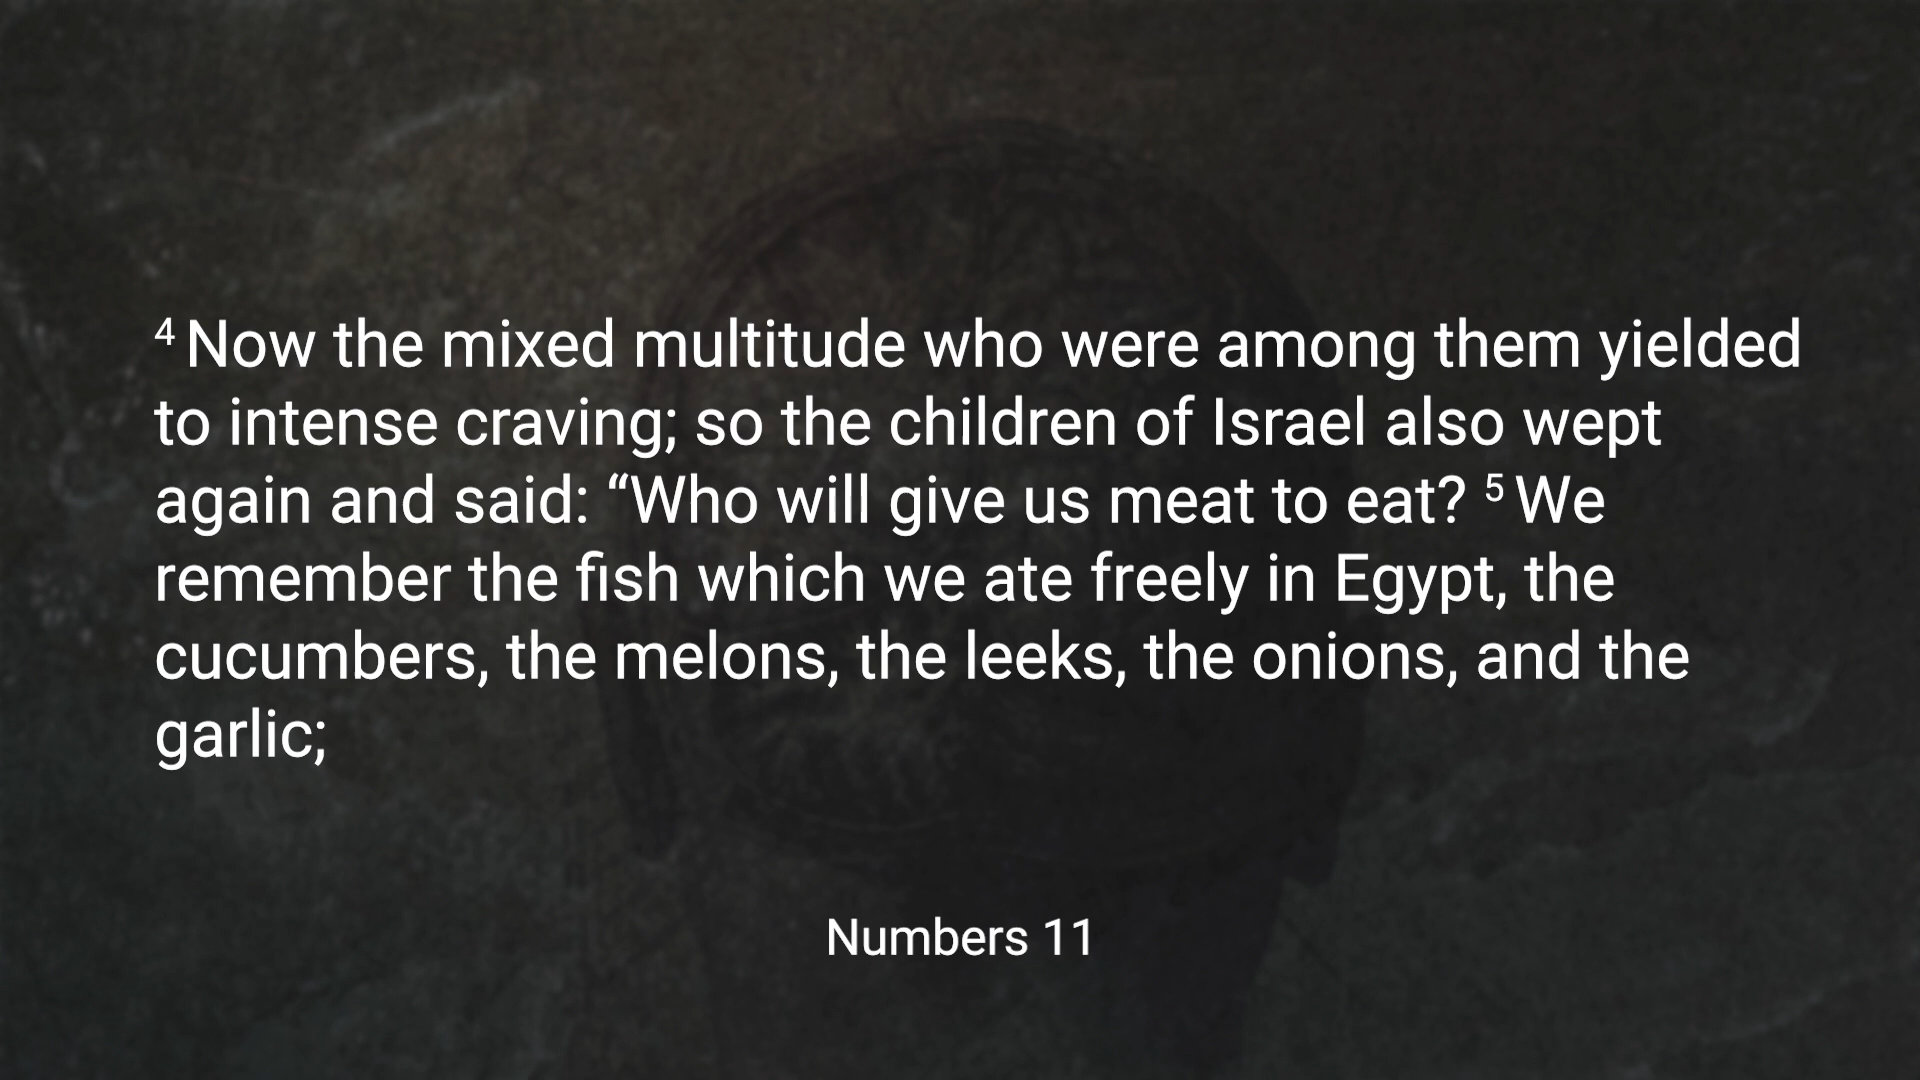 4 Now the mixed multitude who were among them yielded
to intense craving; so the children of Israel also wept
again and said: “Who will give us meat to eat? 5 We
remember the fish which we ate freely in Egypt, the
cucumbers, the melons, the leeks, the onions, and the
garlic;
Numbers 11